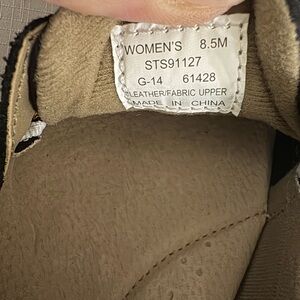 WOMEN'S 8.5M
STS91127
G-14 61428
LEATHER/FABRIC UPPER
MADE IN CHINA